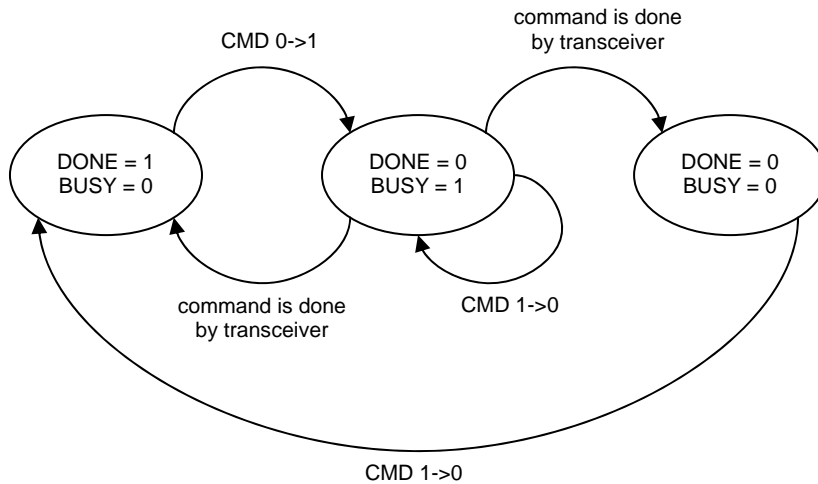 command is done
by transceiver
CMD 0->1
DONE = 1
BUSY = 0
DONE = 0
BUSY = 1
DONE = 0
BUSY = 0
command is done
by transceiver
CMD 1->0
CMD 1->0